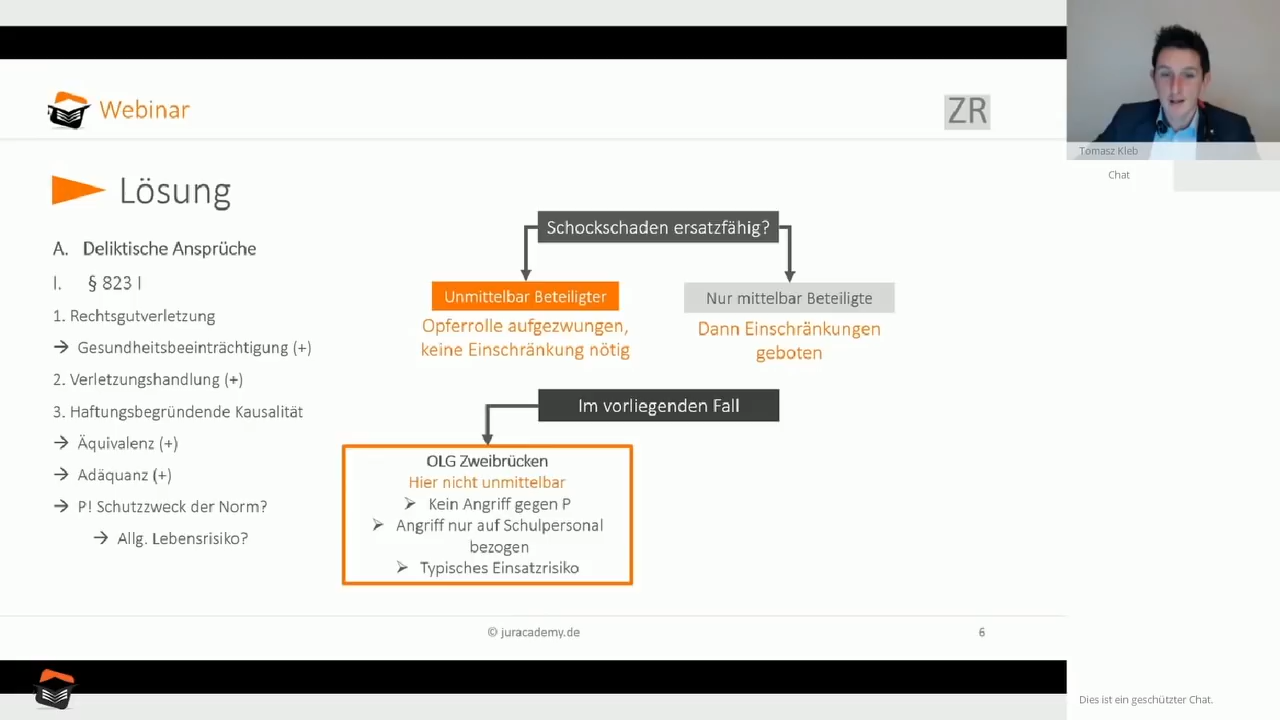 Webinar
ZR
Lösung
A. Deliktische Ansprüche
I. § 823 I
1. Rechtsgutverletzung
→ Gesundheitsbeeinträchtigung (+)
2. Verletzungshandlung (+)
3. Haftungsbegründende Kausalität
→ Äquivalenz (+)
→ Adäquanz (+)
→ P! Schutzzweck der Norm?
→ Allg. Lebensrisiko?
Schockschaden ersatzfähig?
Unmittelbar Beteiligter
Opferrolle aufgezwungen,
keine Einschränkung nötig
Nur mittelbar Beteiligte
Dann Einschränkungen
geboten
Im vorliegenden Fall
OLG Zweibrücken
Hier nicht unmittelbar
➢ Kein Angriff gegen P
➢ Angriff nur auf Schulpersonal
bezogen
➢ Typisches Einsatzrisiko
© juracademy.de
6
Tomasz Kleb
Chat
Dies ist ein geschützter Chat.